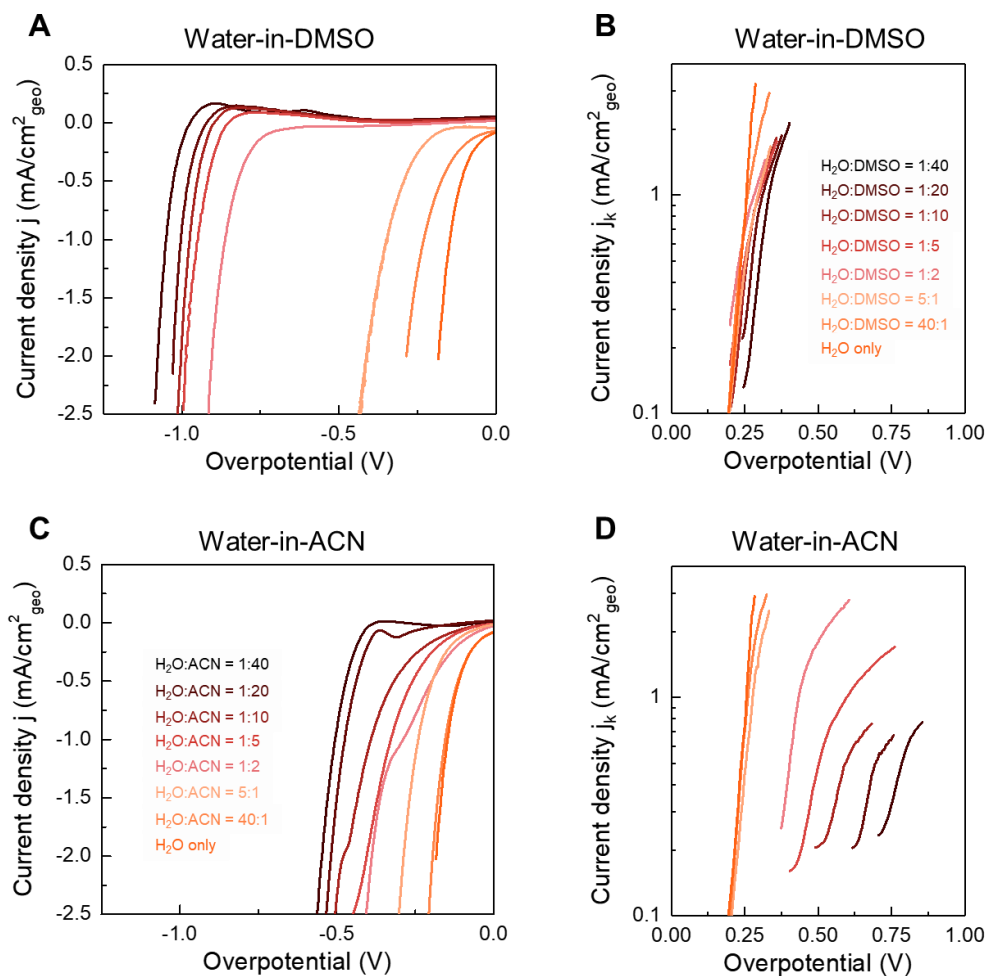 A
Water-in-DMSO
0.5
0.0
-0.5
-1.0
-1.5
-2.0
-2.5
-1.0
-0.5
0.0
Current density j (mA/cm²geo)
Overpotential (V)
B
Water-in-DMSO
1
0.1
0.00
0.25
0.50
0.75
1.00
Current density jₖ (mA/cm²geo)
Overpotential (V)
H₂O:DMSO = 1:40
H₂O:DMSO = 1:20
H₂O:DMSO = 1:10
H₂O:DMSO = 1:5
H₂O:DMSO = 1:2
H₂O:DMSO = 5:1
H₂O:DMSO = 40:1
H₂O only
C
Water-in-ACN
0.5
0.0
-0.5
-1.0
-1.5
-2.0
-2.5
-1.0
-0.5
0.0
Current density j (mA/cm²geo)
Overpotential (V)
H₂O:ACN = 1:40
H₂O:ACN = 1:20
H₂O:ACN = 1:10
H₂O:ACN = 1:5
H₂O:ACN = 1:2
H₂O:ACN = 5:1
H₂O:ACN = 40:1
H₂O only
D
Water-in-ACN
1
0.1
0.00
0.25
0.50
0.75
1.00
Current density jₖ (mA/cm²geo)
Overpotential (V)